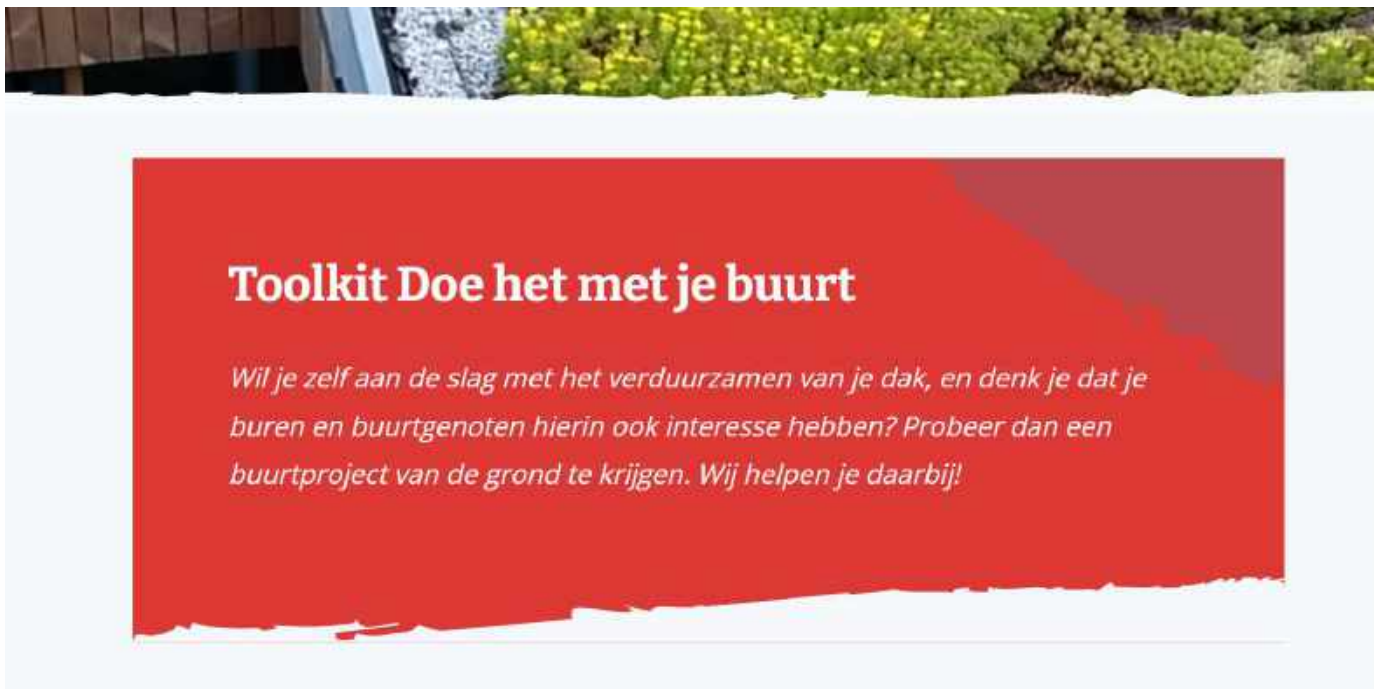 Toolkit Doe het met je buurt
Wil je zelf aan de slag met het verduurzamen van je dak, en denk je dat je
buren en buurtgenoten hierin ook interesse hebben? Probeer dan een
buurtproject van de grond te krijgen. Wij helpen je daarbij!